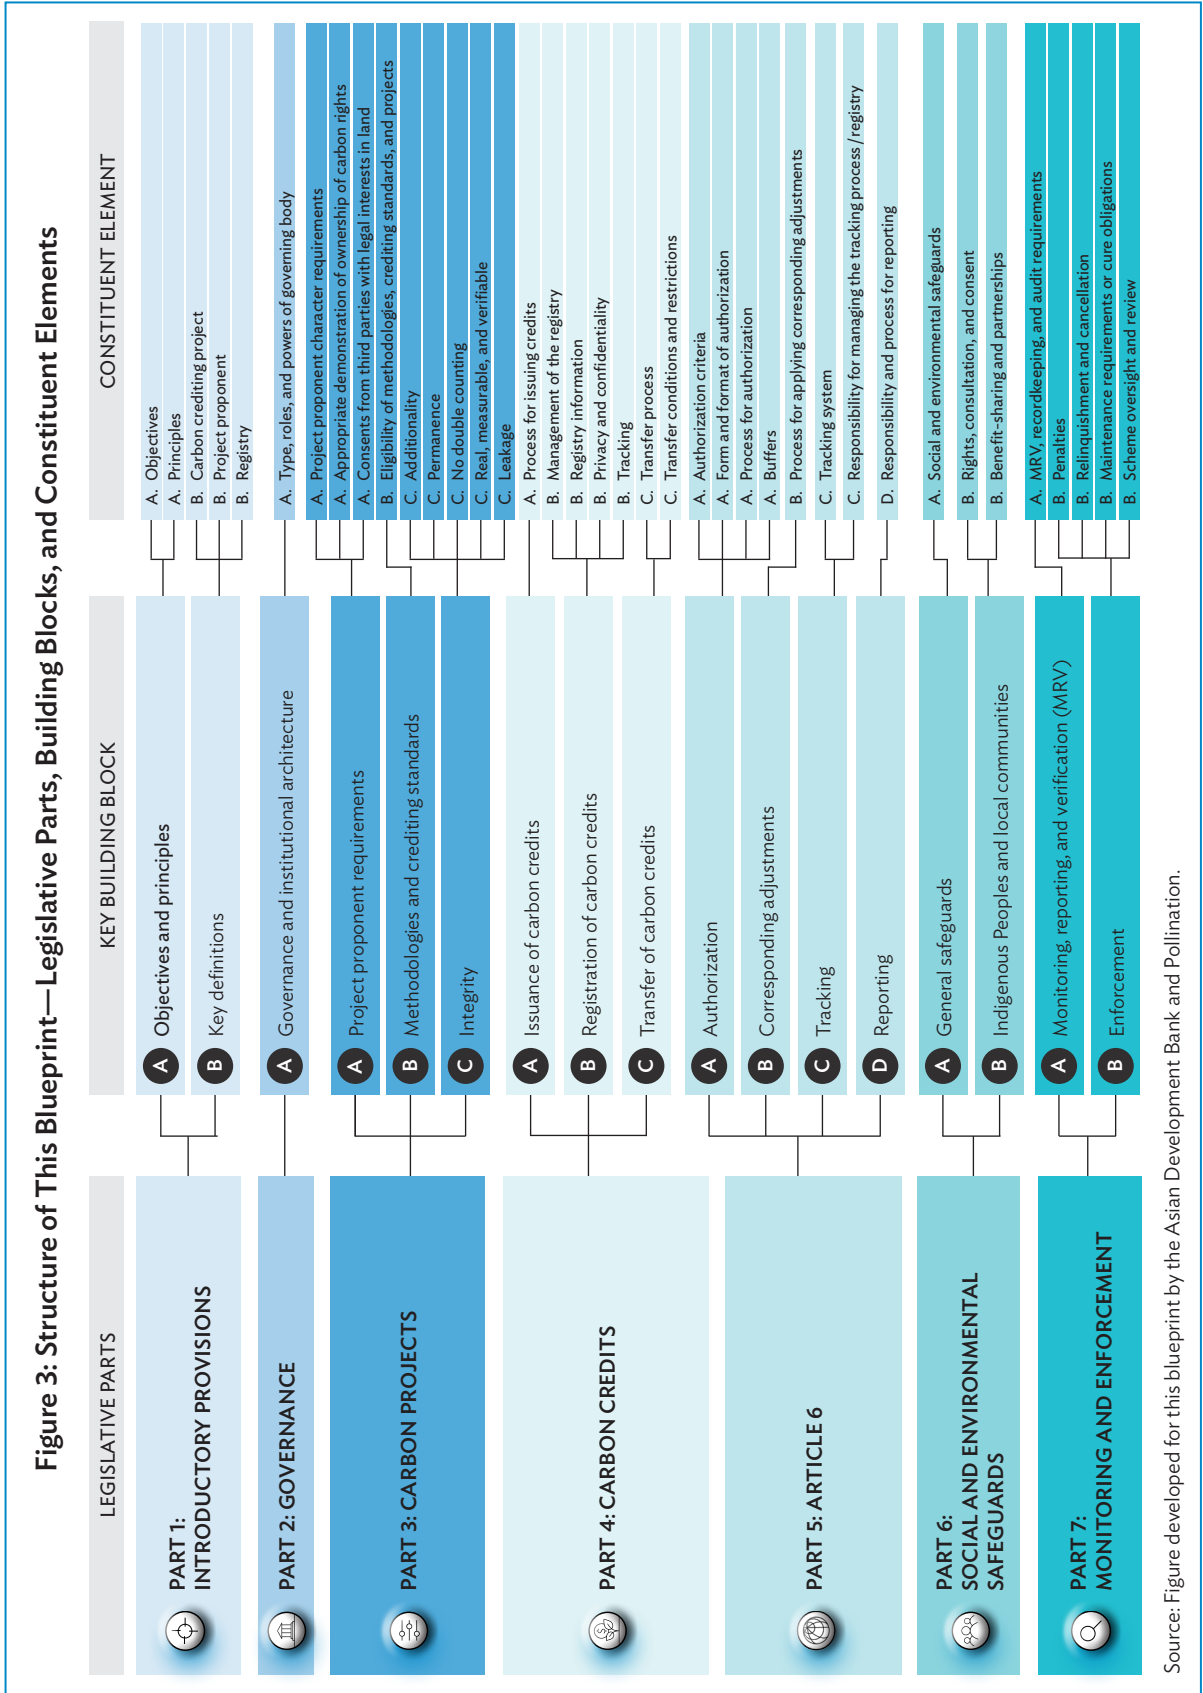 Figure 3: Structure of This Blueprint—Legislative Parts, Building Blocks, and Constituent Elements
LEGISLATIVE PARTS
KEY BUILDING BLOCK
CONSTITUENT ELEMENT
PART 1:
INTRODUCTORY PROVISIONS
A Objectives and principles
B Key definitions
A. Objectives
A. Principles
B. Carbon crediting project
B. Project proponent
B. Registry
PART 2: GOVERNANCE
A Governance and institutional architecture
A. Type, roles, and powers of governing body
PART 3: CARBON PROJECTS
A Project proponent requirements
B Methodologies and crediting standards
C Integrity
A. Project proponent character requirements
A. Appropriate demonstration of ownership of carbon rights
A. Consents from third parties with legal interests in land
B. Eligibility of methodologies, crediting standards, and projects
C. Additionality
C. Permanence
C. No double counting
C. Real, measurable, and verifiable
C. Leakage
PART 4: CARBON CREDITS
A Issuance of carbon credits
B Registration of carbon credits
C Transfer of carbon credits
A. Process for issuing credits
B. Management of the registry
B. Registry information
B. Privacy and confidentiality
B. Tracking
C. Transfer process
C. Transfer conditions and restrictions
PART 5: ARTICLE 6
A Authorization
B Corresponding adjustments
C Tracking
D Reporting
A. Authorization criteria
A. Form and format of authorization
A. Process for authorization
A. Buffers
B. Process for applying corresponding adjustments
C. Tracking system
C. Responsibility for managing the tracking process / registry
D. Responsibility and process for reporting
PART 6:
SOCIAL AND ENVIRONMENTAL
SAFEGUARDS
A General safeguards
B Indigenous Peoples and local communities
A. Social and environmental safeguards
B. Rights, consultation, and consent
B. Benefit-sharing and partnerships
PART 7:
MONITORING AND ENFORCEMENT
A Monitoring, reporting, and verification (MRV)
B Enforcement
A. MRV, recordkeeping, and audit requirements
B. Penalties
B. Relinquishment and cancellation
B. Maintenance requirements or cure obligations
B. Scheme oversight and review
Source: Figure developed for this blueprint by the Asian Development Bank and Pollination.